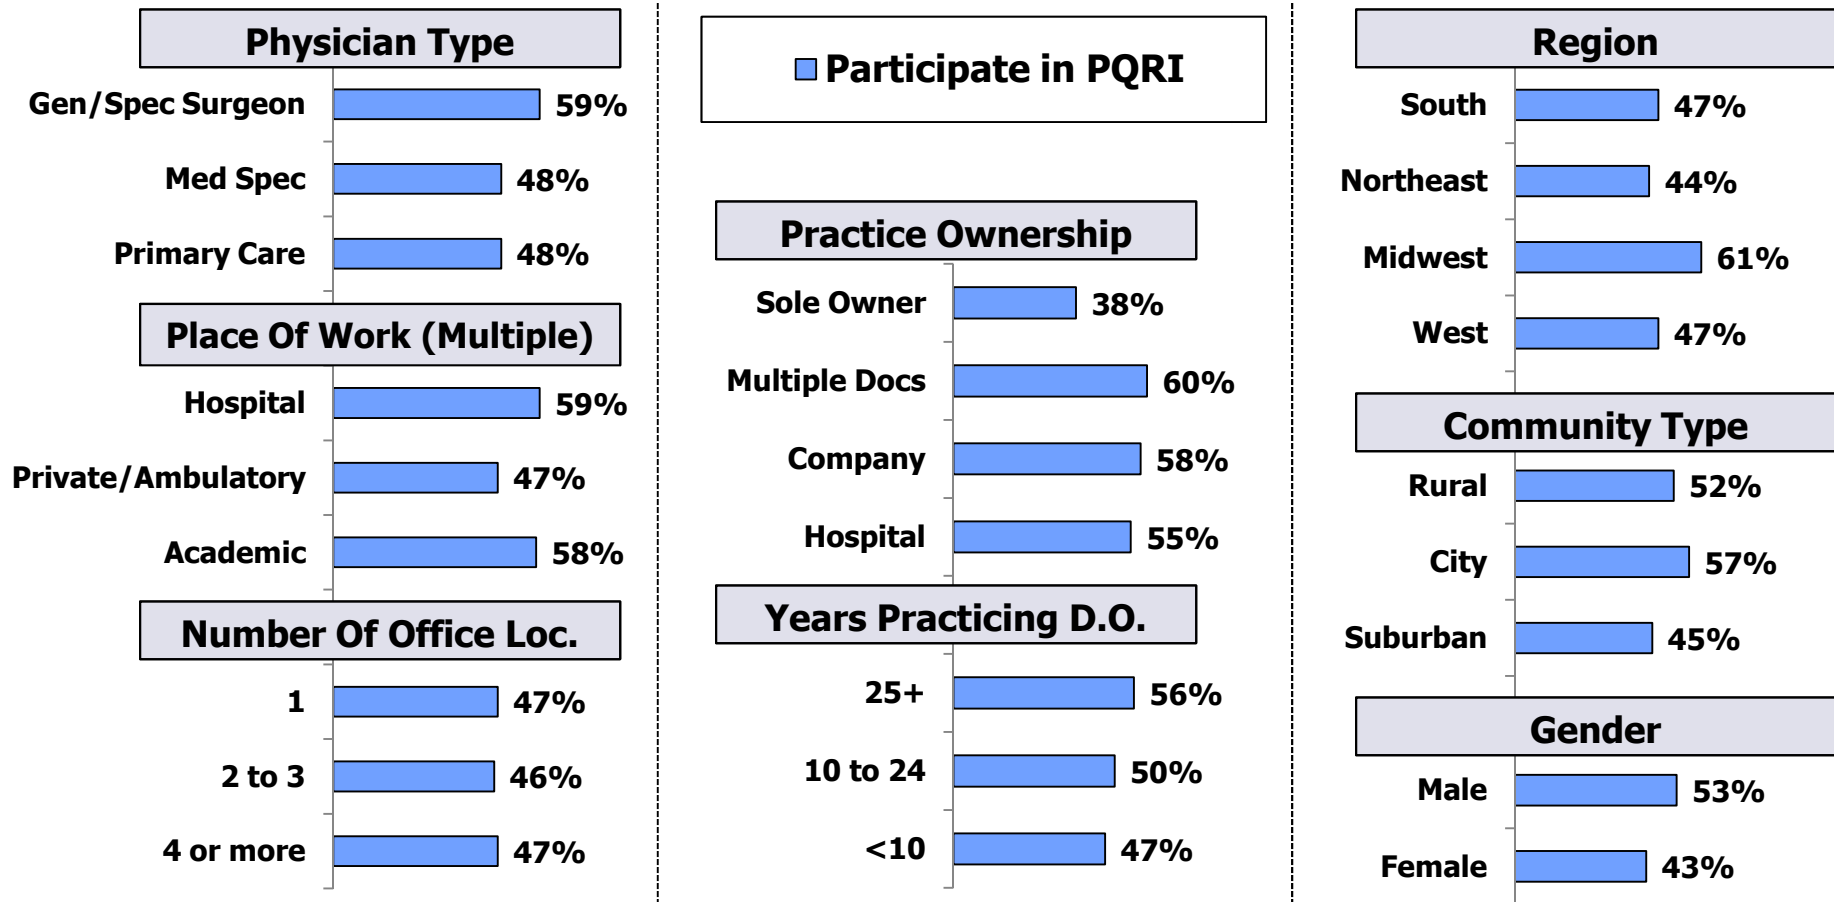 Physician Type
Gen/Spec Surgeon 59%
Med Spec 48%
Primary Care 48%
Place Of Work (Multiple)
Hospital 59%
Private/Ambulatory 47%
Academic 58%
Number Of Office Loc.
1 47%
2 to 3 46%
4 or more 47%
Participate in PQRI
Practice Ownership
Sole Owner 38%
Multiple Docs 60%
Company 58%
Hospital 55%
Years Practicing D.O.
25+ 56%
10 to 24 50%
<10 47%
Region
South 47%
Northeast 44%
Midwest 61%
West 47%
Community Type
Rural 52%
City 57%
Suburban 45%
Gender
Male 53%
Female 43%